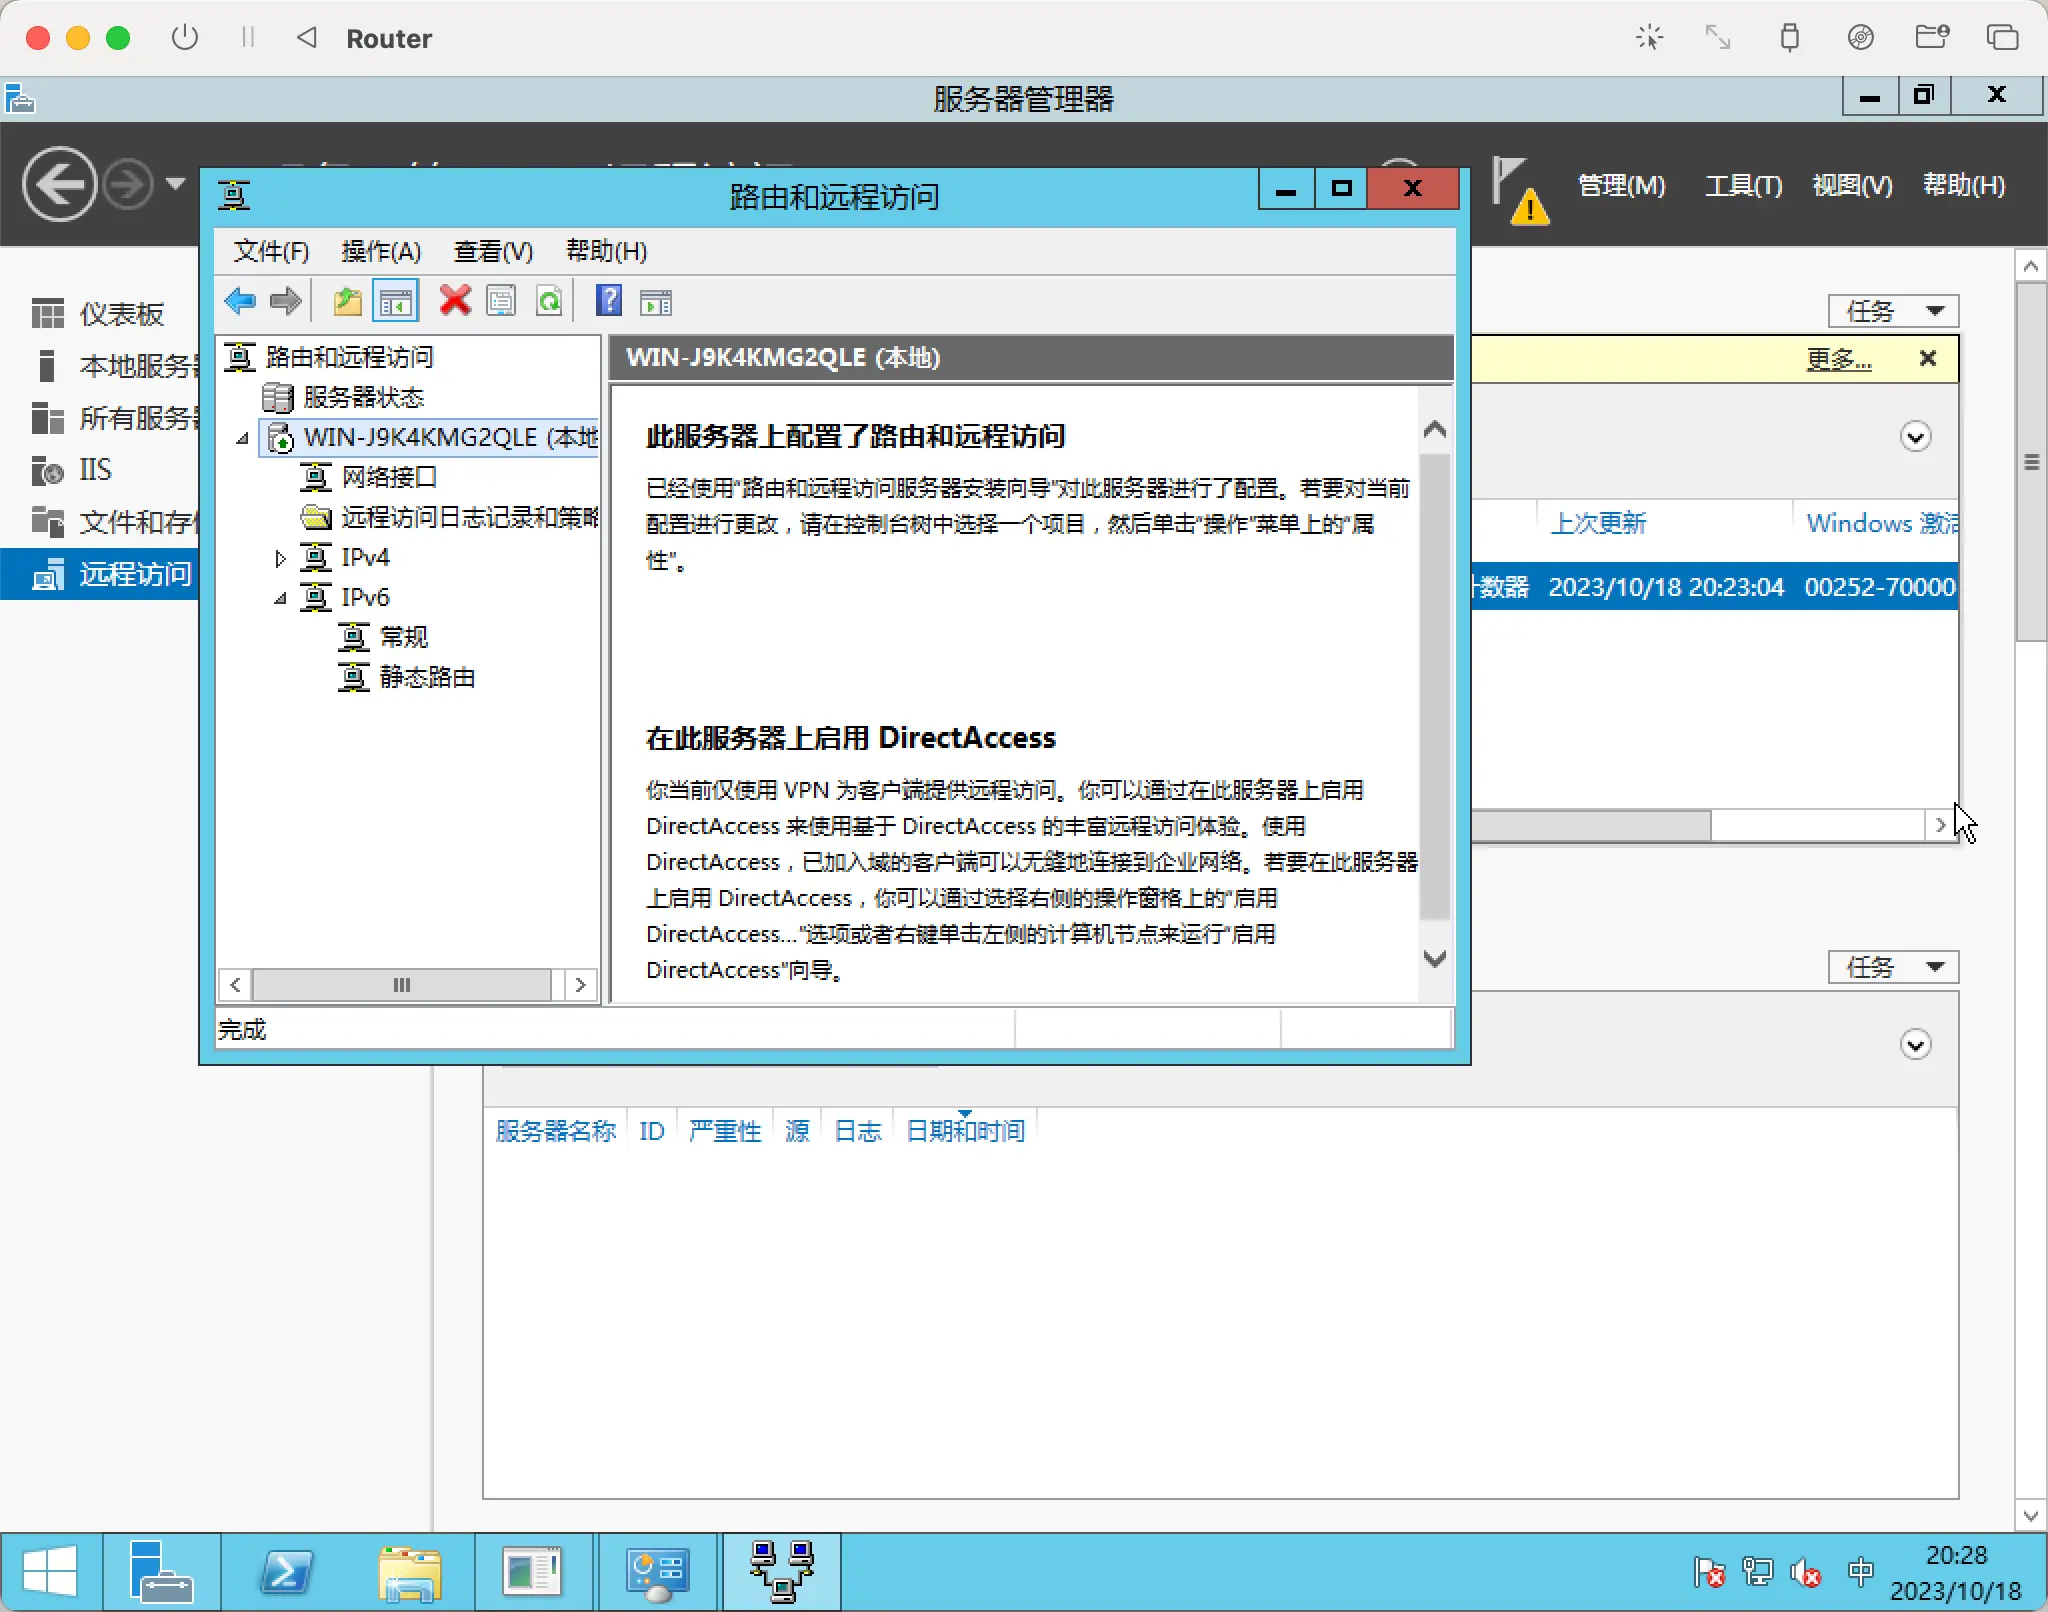 Router
服务器管理器
管理(M)
工具(T)
视图(V)
帮助(H)
仪表板
本地服务
所有服务
IIS
文件和存
远程访问
路由和远程访问
文件(F)
操作(A)
查看(V)
帮助(H)
路由和远程访问
服务器状态
WIN-J9K4KMG2QLE (本地
网络接口
远程访问日志记录和策略
IPv4
IPv6
常规
静态路由
WIN-J9K4KMG2QLE (本地)
此服务器上配置了路由和远程访问
已经使用"路由和远程访问服务器安装向导"对此服务器进行了配置。若要对当前
配置进行更改，请在控制台树中选择一个项目，然后单击"操作"菜单上的"属
性"。
在此服务器上启用 DirectAccess
你当前仅使用 VPN 为客户端提供远程访问。你可以通过在此服务器上启用
DirectAccess 来使用基于 DirectAccess 的丰富远程访问体验。使用
DirectAccess，已加入域的客户端可以无缝地连接到企业网络。若要在此服务器
上启用 DirectAccess，你可以通过选择右侧的操作窗格上的"启用
DirectAccess..."选项或者右键单击左侧的计算机节点来运行"启用
DirectAccess"向导。
完成
任务
更多...
上次更新
Windows 激活
数器
2023/10/18 20:23:04
00252-70000
任务
服务器名称
ID
严重性
源
日志
日期和时间
中
20:28
2023/10/18